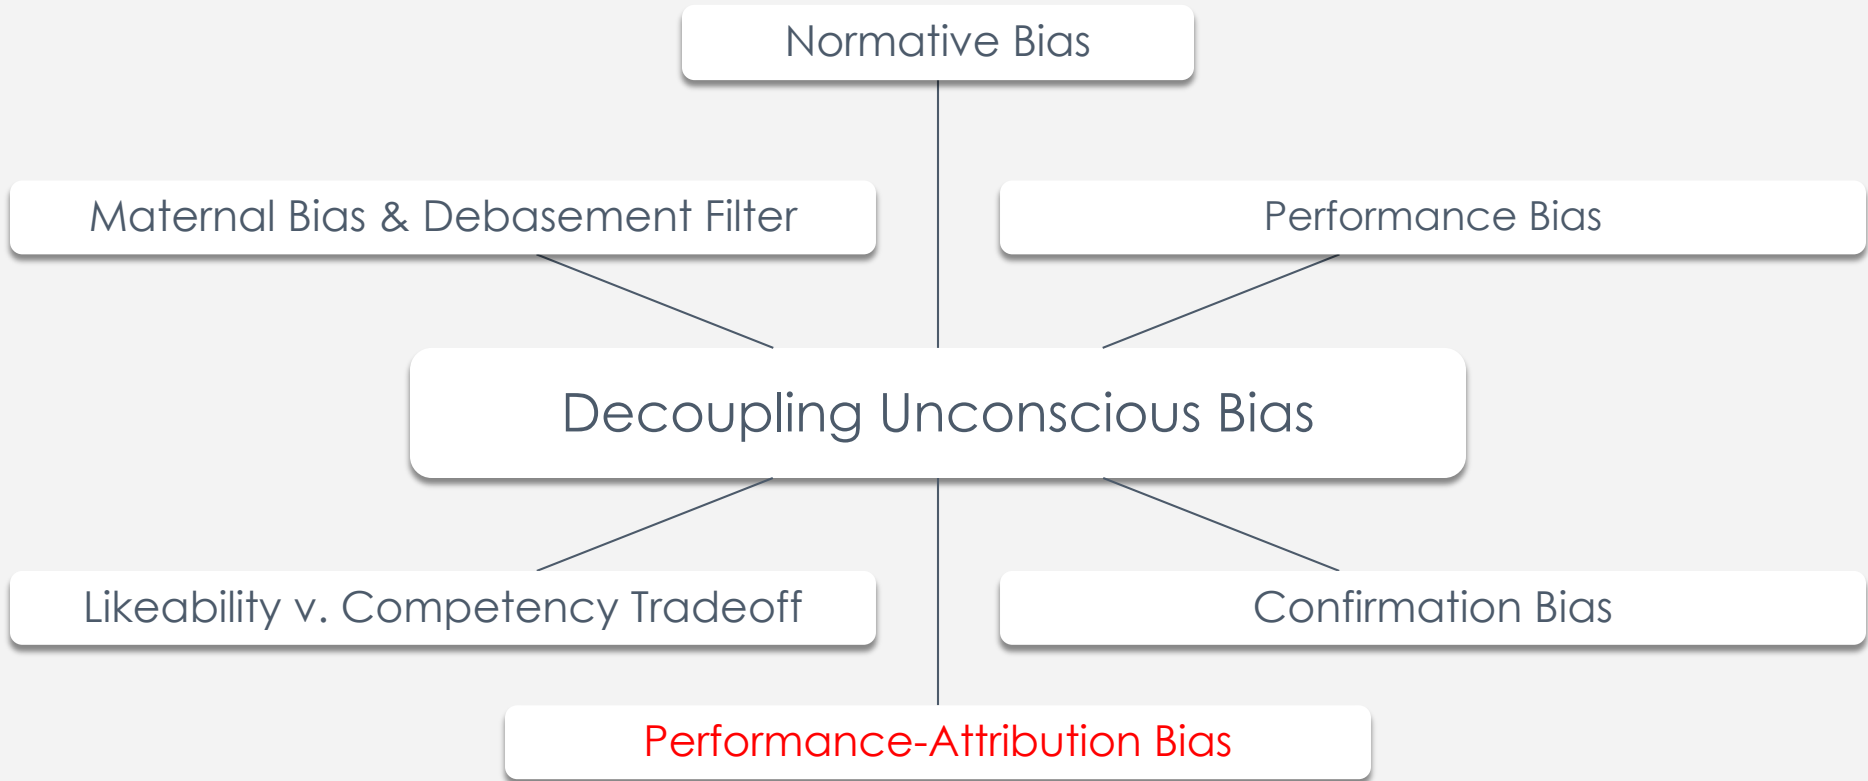 Normative Bias
Maternal Bias & Debasement Filter
Performance Bias
Decoupling Unconscious Bias
Likeability v. Competency Tradeoff
Confirmation Bias
Performance-Attribution Bias